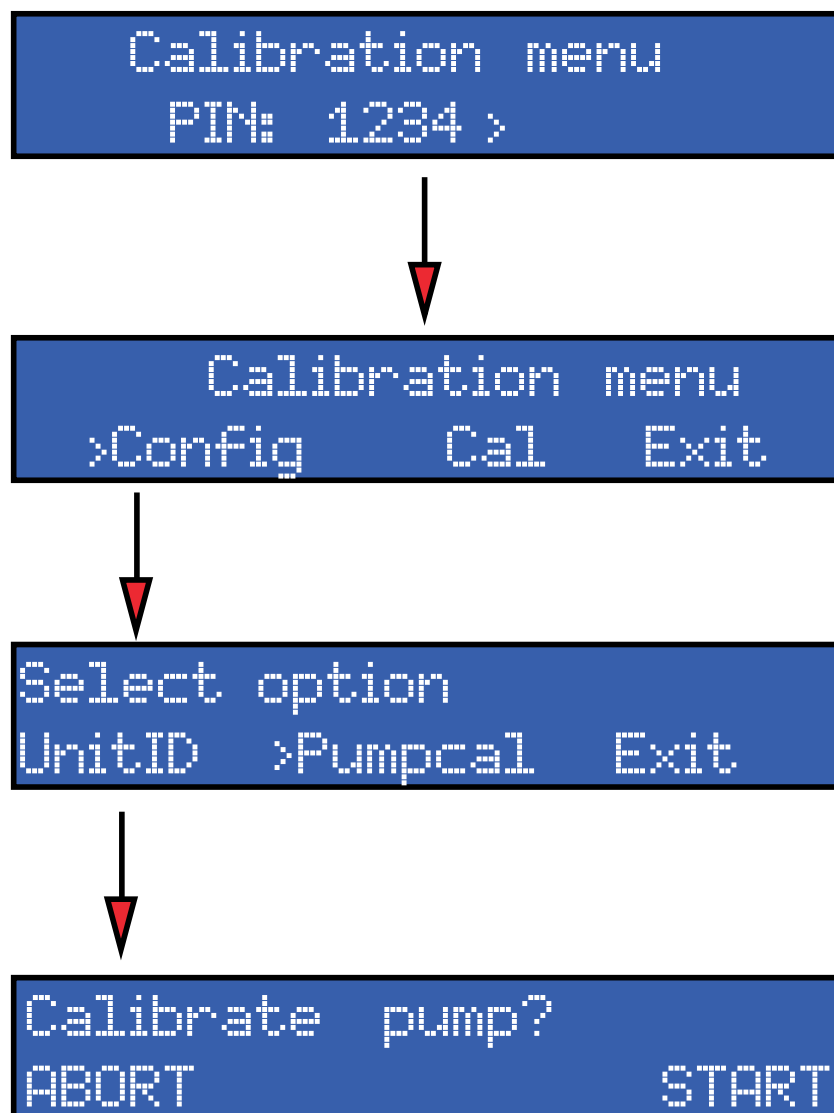 Calibration menu
PIN: 1234 >
Calibration menu
>Config Cal Exit
Select option
UnitID >Pumpcal Exit
Calibrate pump?
ABORT START